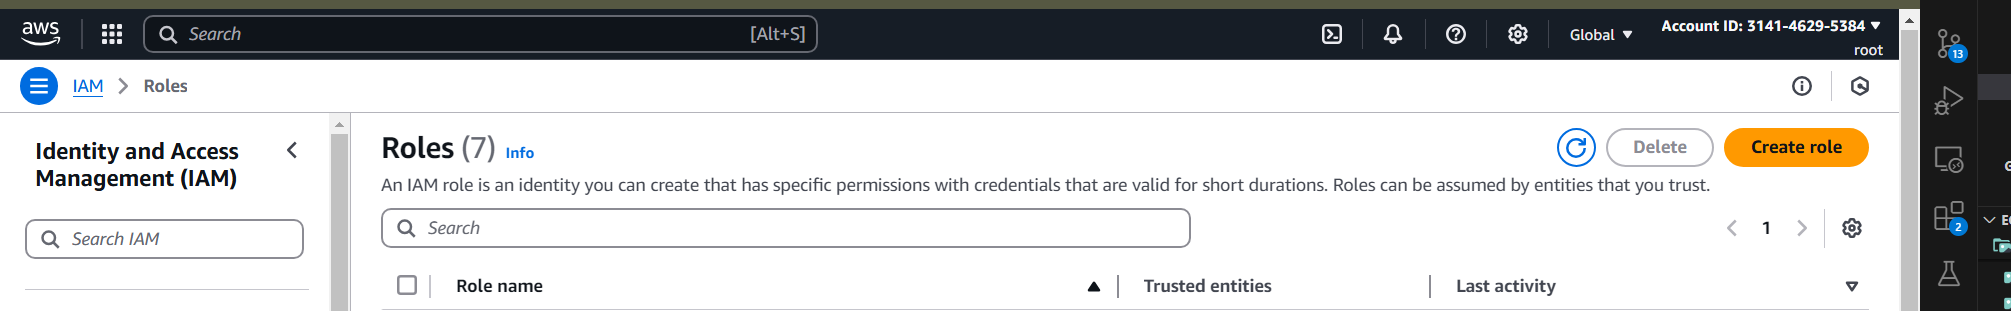 aws
Search
[Alt+S]
Global
Account ID: 3141-4629-5384
root
IAM
Roles
Identity and Access
Management (IAM)
Search IAM
Roles (7) Info
Delete
Create role
An IAM role is an identity you can create that has specific permissions with credentials that are valid for short durations. Roles can be assumed by entities that you trust.
Search
1
Role name
Trusted entities
Last activity
13
2